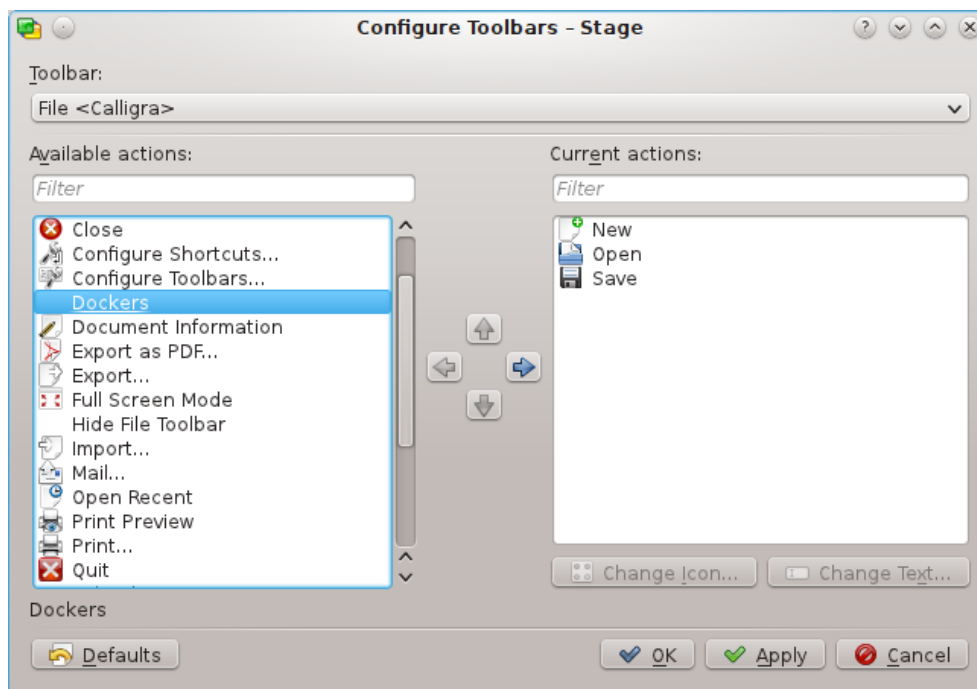 Configure Toolbars – Stage
Toolbar:
File <Calligra>
Available actions:
Current actions:
Filter
Filter
Close
Configure Shortcuts...
Configure Toolbars...
Dockers
Document Information
Export as PDF...
Export...
Full Screen Mode
Hide File Toolbar
Import...
Mail...
Open Recent
Print Preview
Print...
Quit
New
Open
Save
Change Icon...
Change Text...
Dockers
Defaults
OK
Apply
Cancel